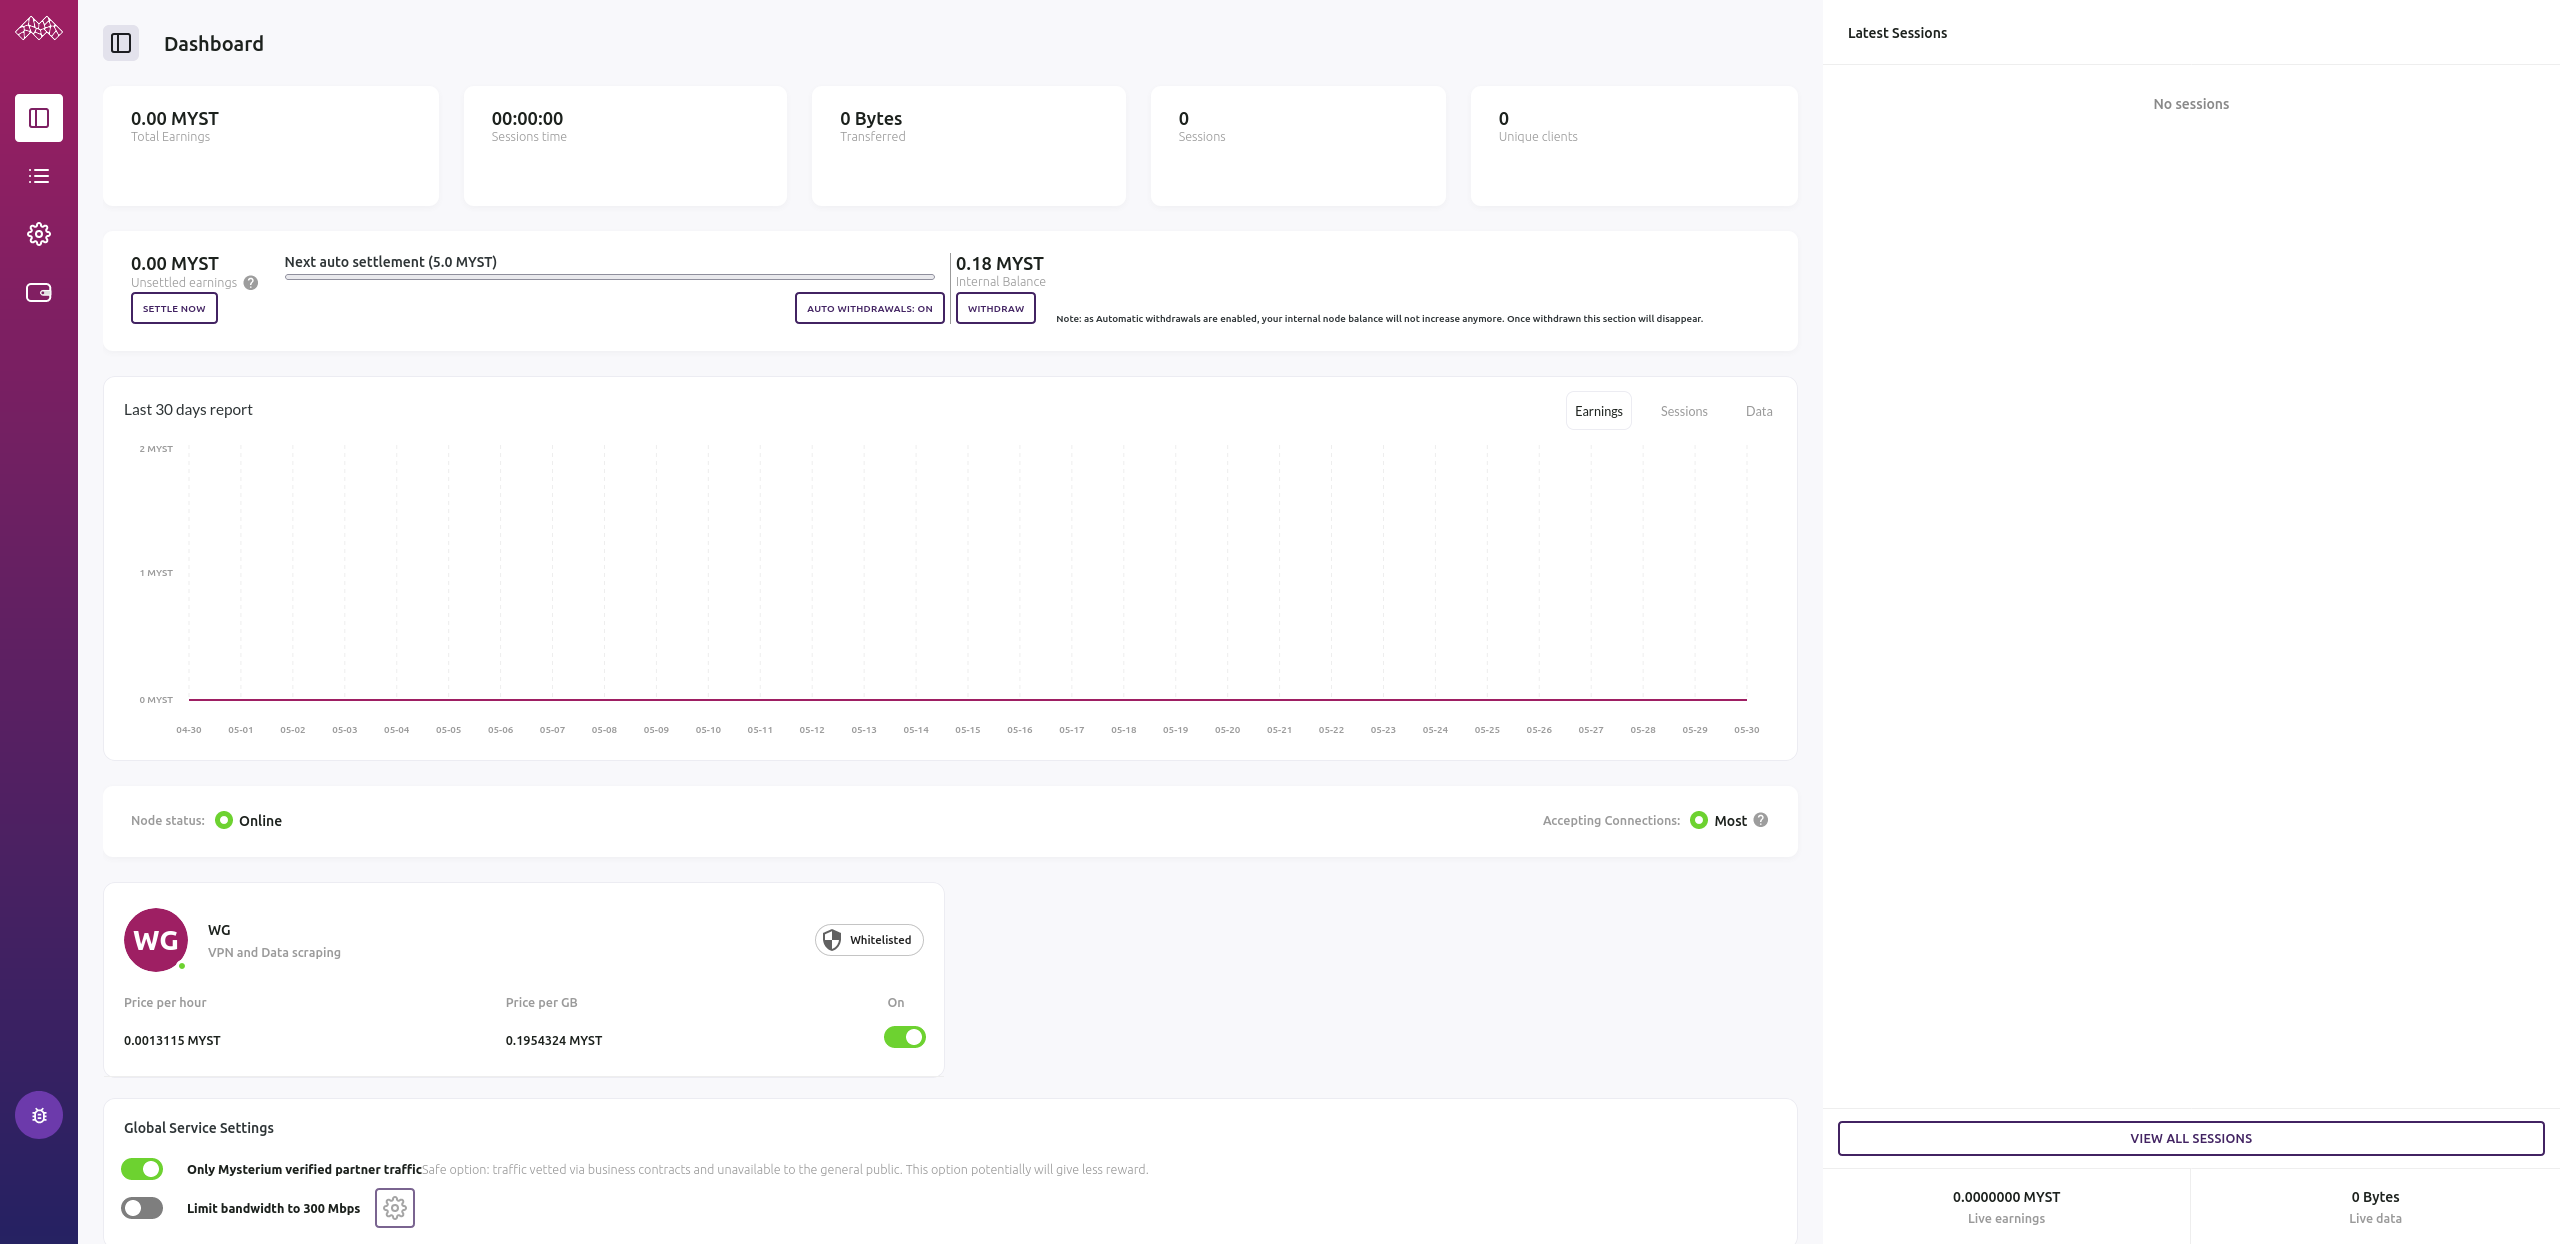 Dashboard
0.00 MYST
Total Earnings
00:00:00
Sessions time
0 Bytes
Transferred
0
Sessions
0
Unique clients
0.00 MYST
Unsettled earnings ?
SETTLE NOW
Next auto settlement (5.0 MYST)
AUTO WITHDRAWALS: ON
0.18 MYST
Internal Balance
WITHDRAW
Note: as Automatic withdrawals are enabled, your internal node balance will not increase anymore. Once withdrawn this section will disappear.
Last 30 days report
Earnings Sessions Data
2 MYST
1 MYST
0 MYST
04-30 05-01 05-02 05-03 05-04 05-05 05-06 05-07 05-08 05-09 05-10 05-11 05-12 05-13 05-14 05-15 05-16 05-17 05-18 05-19 05-20 05-21 05-22 05-23 05-24 05-25 05-26 05-27 05-28 05-29 05-30
Node status: Online
Accepting Connections: Most ?
WG
WG
VPN and Data scraping
Whitelisted
Price per hour
0.0013115 MYST
Price per GB
0.1954324 MYST
On
Global Service Settings
Only Mysterium verified partner trafficSafe option: traffic vetted via business contracts and unavailable to the general public. This option potentially will give less reward.
Limit bandwidth to 300 Mbps
Latest Sessions
No sessions
VIEW ALL SESSIONS
0.0000000 MYST
Live earnings
0 Bytes
Live data